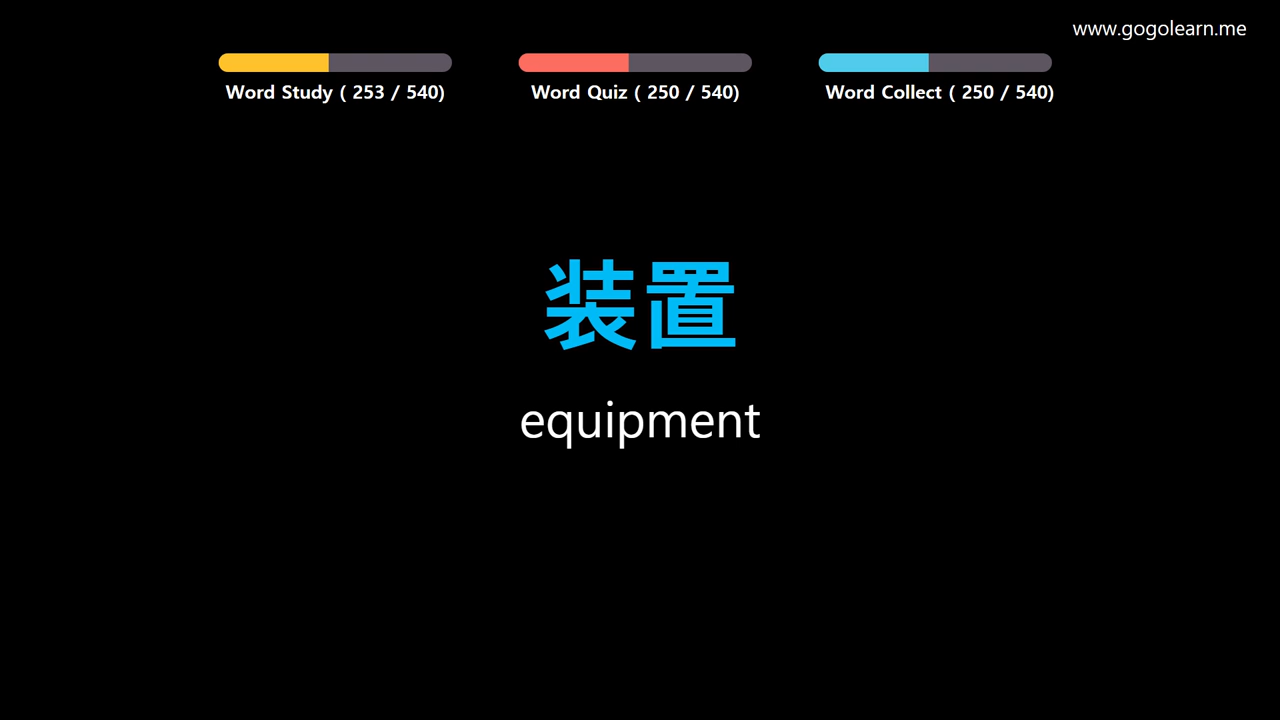 www.gogolearn.me
Word Study ( 253 / 540)
Word Quiz ( 250 / 540)
Word Collect ( 250 / 540)
装置
equipment